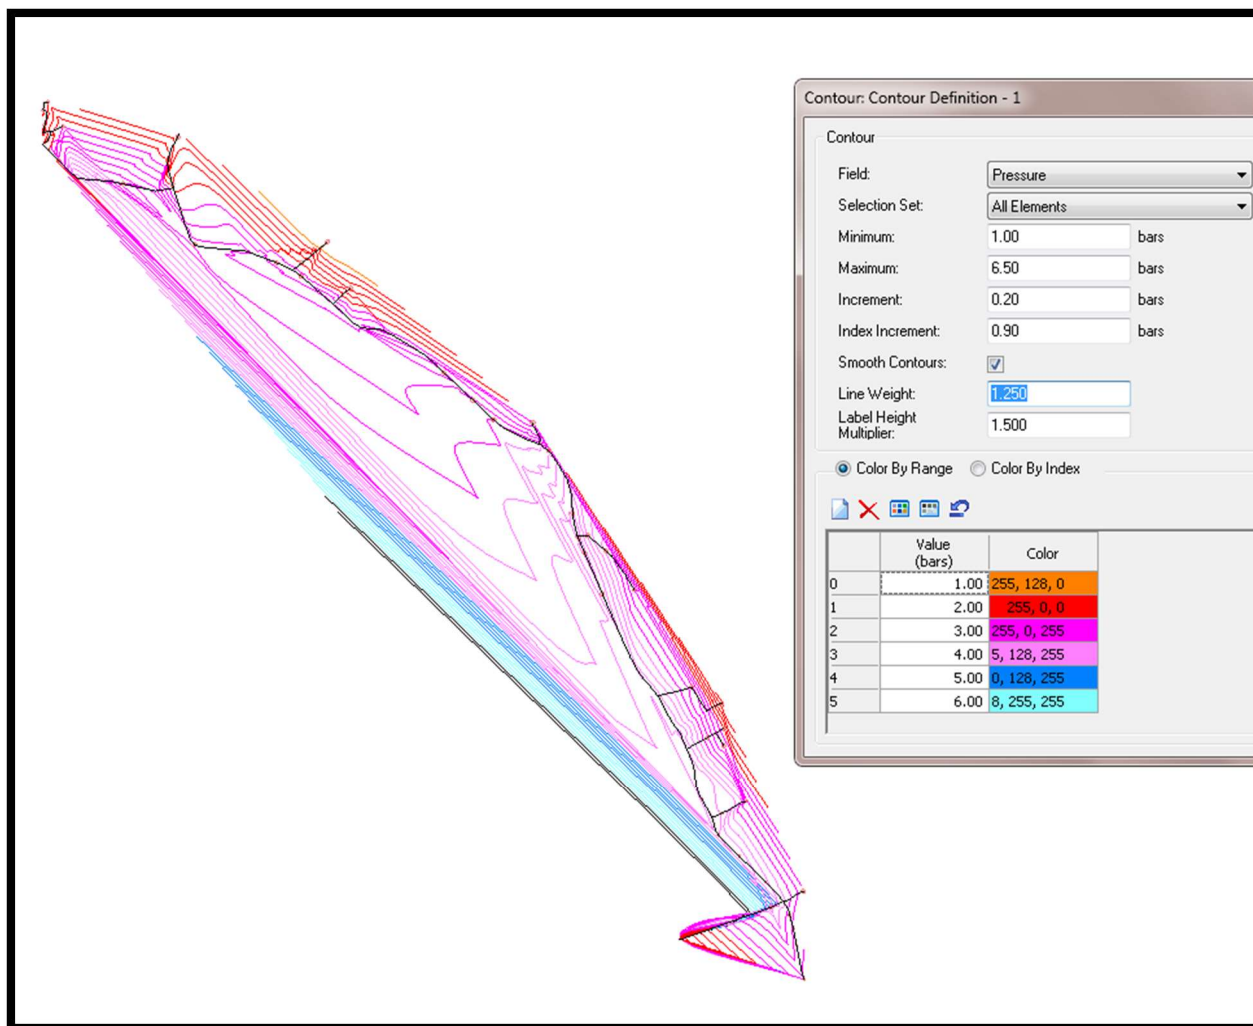 Contour: Contour Definition - 1
Contour
Field: Pressure
Selection Set: All Elements
Minimum: 1.00 bars
Maximum: 6.50 bars
Increment: 0.20 bars
Index Increment: 0.90 bars
Smooth Contours:
Line Weight: 1.250
Label Height
Multiplier: 1.500
Color By Range Color By Index
Value
(bars) Color
0 1.00 255, 128, 0
1 2.00 255, 0, 0
2 3.00 255, 0, 255
3 4.00 5, 128, 255
4 5.00 0, 128, 255
5 6.00 8, 255, 255